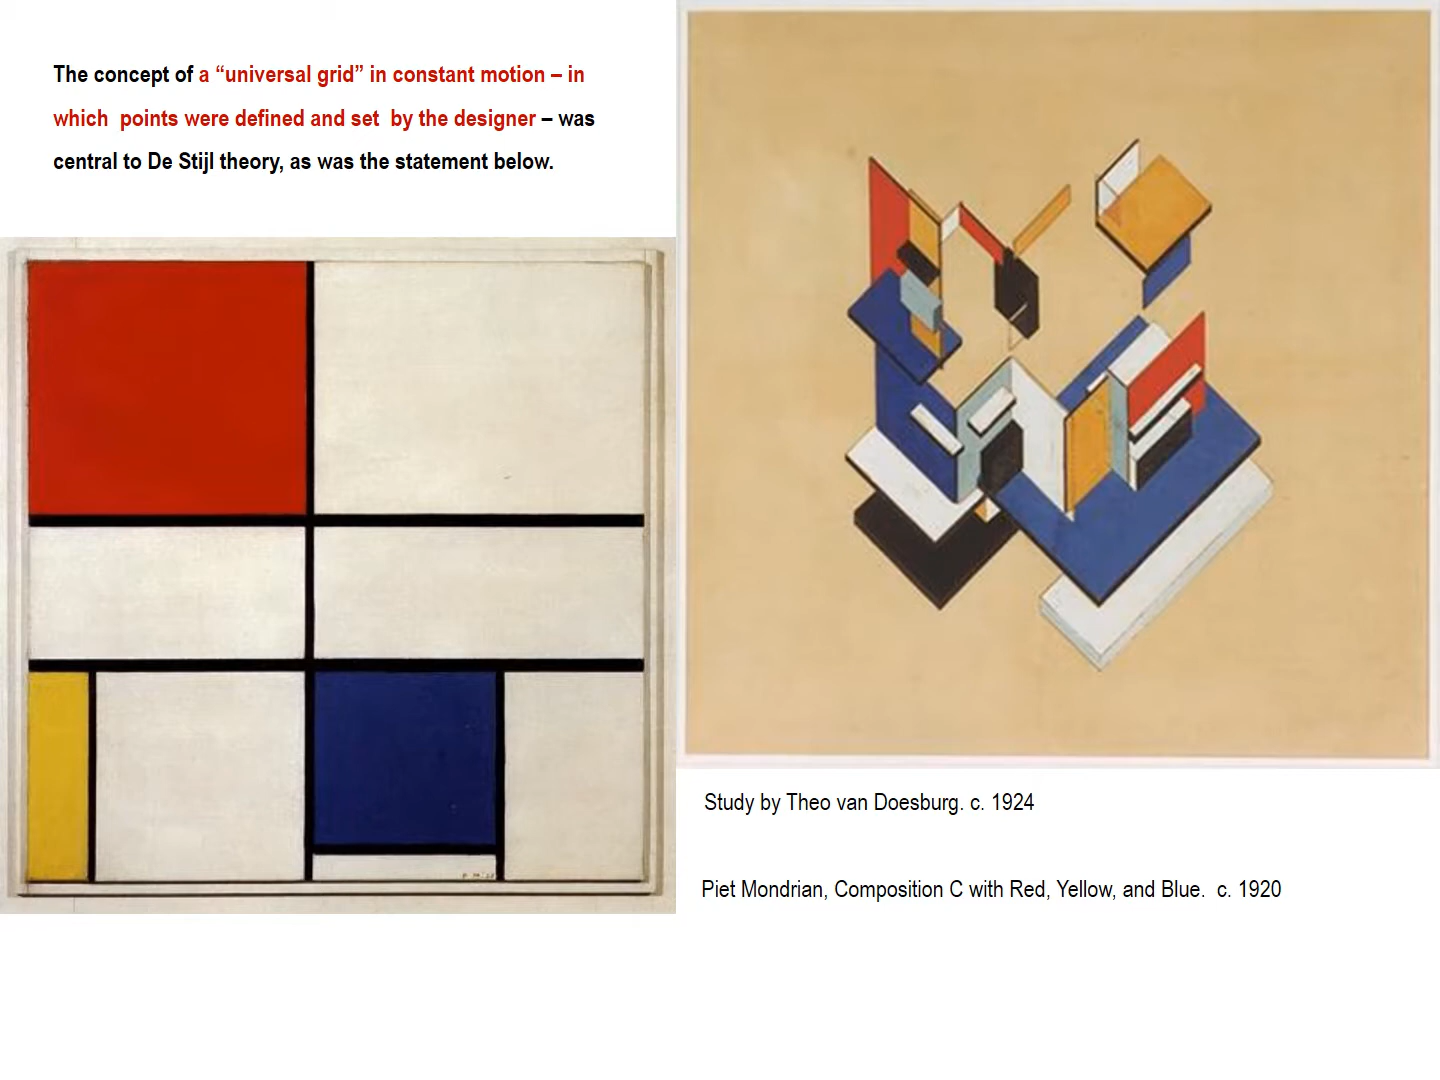 The concept of a “universal grid” in constant motion – in
which points were defined and set by the designer – was
central to De Stijl theory, as was the statement below.
Study by Theo van Doesburg. c. 1924
Piet Mondrian, Composition C with Red, Yellow, and Blue. c. 1920